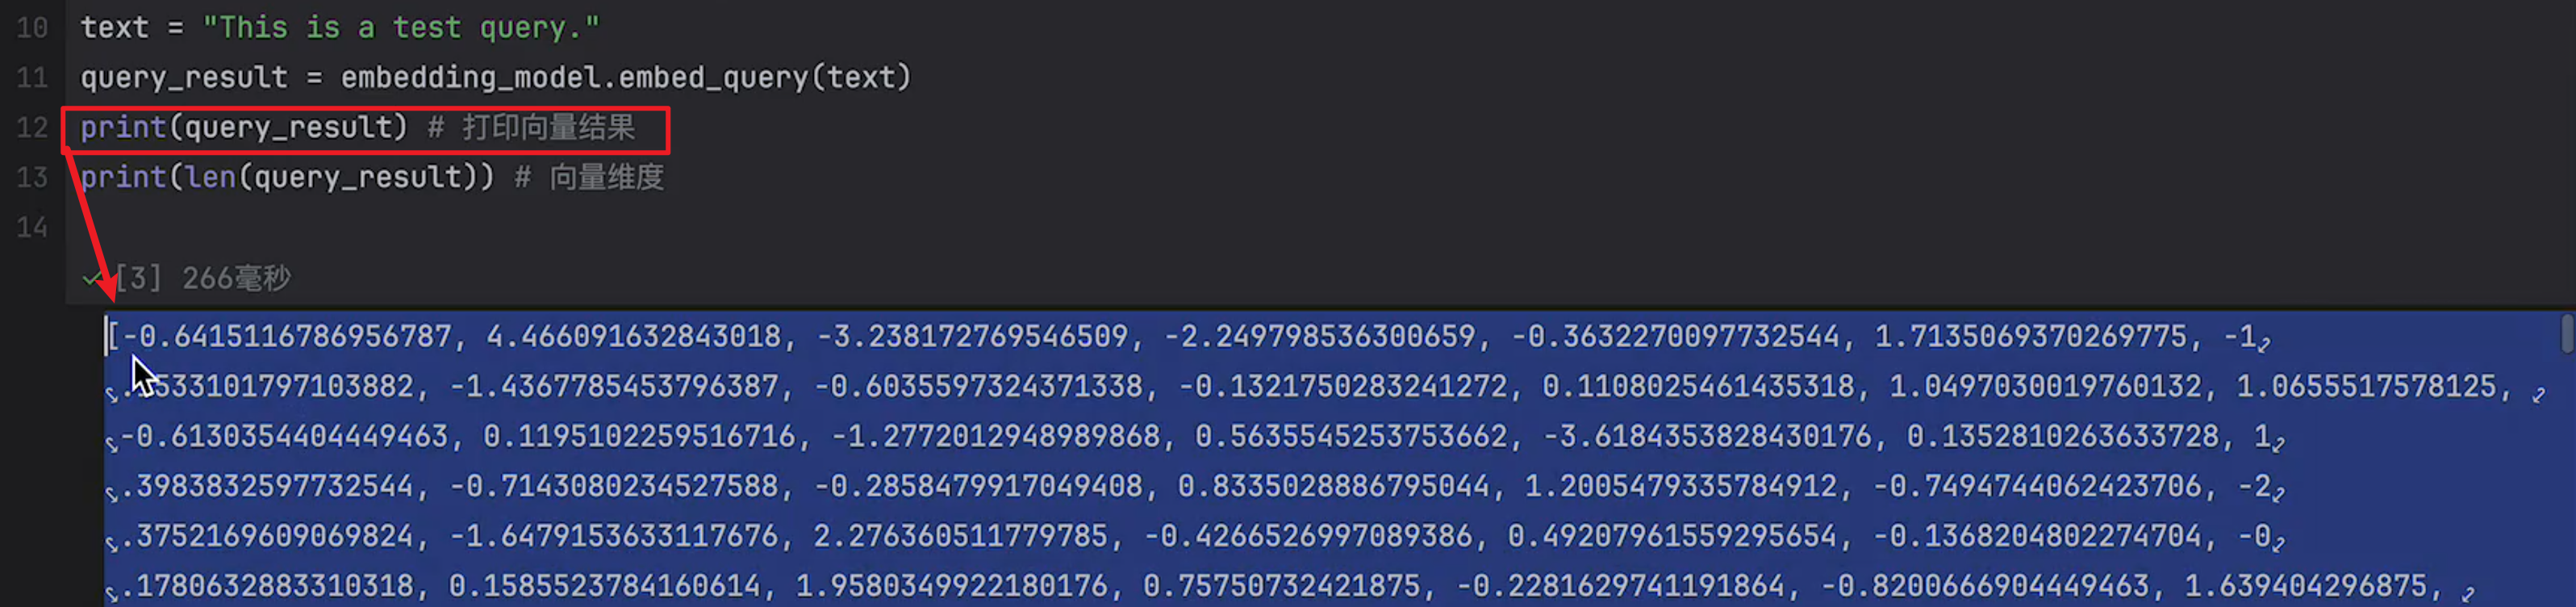 10 text = "This is a test query."
11 query_result = embedding_model.embed_query(text)
12 print(query_result) # 打印向量结果
13 print(len(query_result)) # 向量维度
14
[3] 266毫秒
[-0.6415116786956787, 4.466091632843018, -3.238172769546509, -2.249798536300659, -0.3632270097732544, 1.7135069370269775, -1
533101797103882, -1.4367785453796387, -0.6035597324371338, -0.1321750283241272, 0.1108025461435318, 1.0497030019760132, 1.0655517578125,
-0.6130354404449463, 0.1195102259516716, -1.2772012948989868, 0.5635545253753662, -3.6184353828430176, 0.1352810263633728, 1
.3983832597732544, -0.7143080234527588, -0.2858479917049408, 0.8335028886795044, 1.2005479335784912, -0.7494744062423706, -2
.3752169609069824, -1.6479153633117676, 2.276360511779785, -0.4266526997089386, 0.49207961559295654, -0.1368204802274704, -0
.1780632883310318, 0.1585523784160614, 1.9580349922180176, 0.75750732421875, -0.2281629741191864, -0.8200666904449463, 1.639404296875,